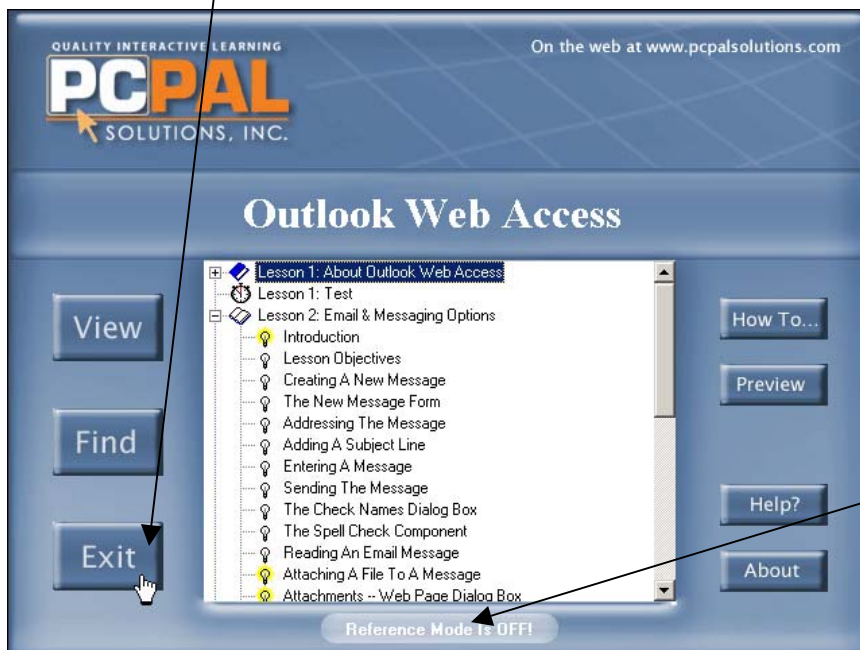 QUALITY INTERACTIVE LEARNING
PCPAL
SOLUTIONS, INC.
On the web at www.pcpalsolutions.com
Outlook Web Access
View
Find
Exit
Lesson 1: About Outlook Web Access
Lesson 1: Test
Lesson 2: Email & Messaging Options
Introduction
Lesson Objectives
Creating A New Message
The New Message Form
Addressing The Message
Adding A Subject Line
Entering A Message
Sending The Message
The Check Names Dialog Box
The Spell Check Component
Reading An Email Message
Attaching A File To A Message
Attachments -- Web Page Dialog Box
How To...
Preview
Help?
About
Reference Mode Is OFF!